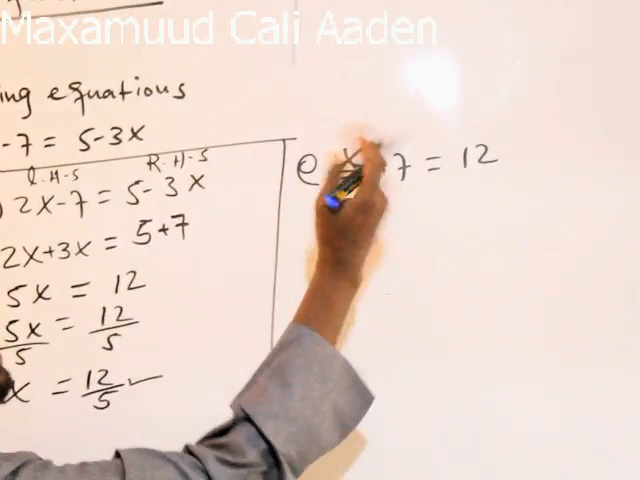 Maxamuud Cali Aaden
ing equations
-7 = 5-3x
L.H-S R.H-S
) 2x-7 = 5-3x
2x+3x = 5+7
5x = 12
5x/5 = 12/5
x = 12/5 ✓
e x 7 = 12